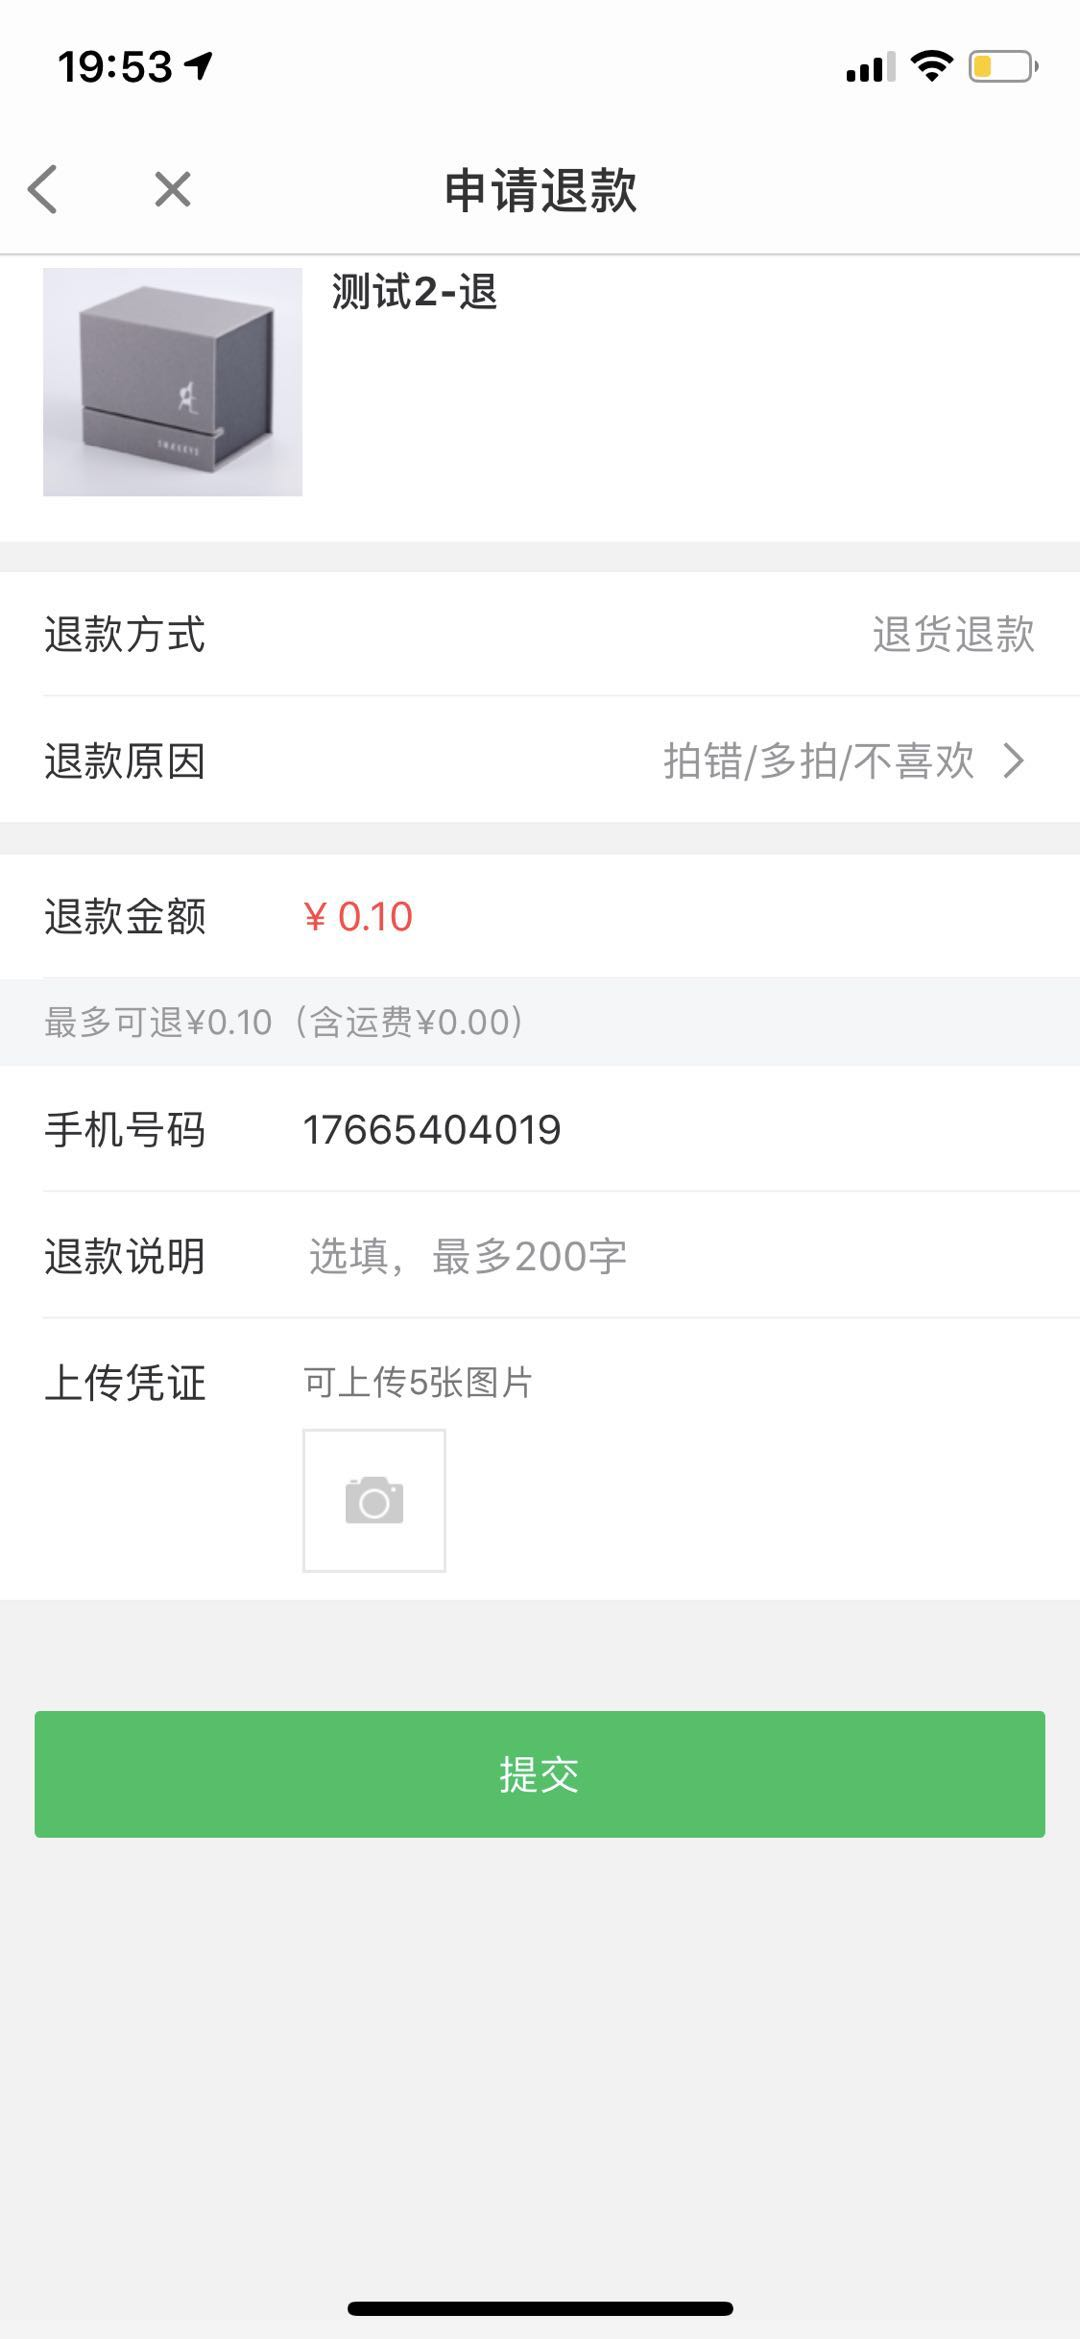 19:53
申请退款
测试2-退
退款方式 退货退款
退款原因 拍错/多拍/不喜欢
退款金额 ¥ 0.10
最多可退¥0.10（含运费¥0.00）
手机号码 17665404019
退款说明 选填，最多200字
上传凭证 可上传5张图片
提交